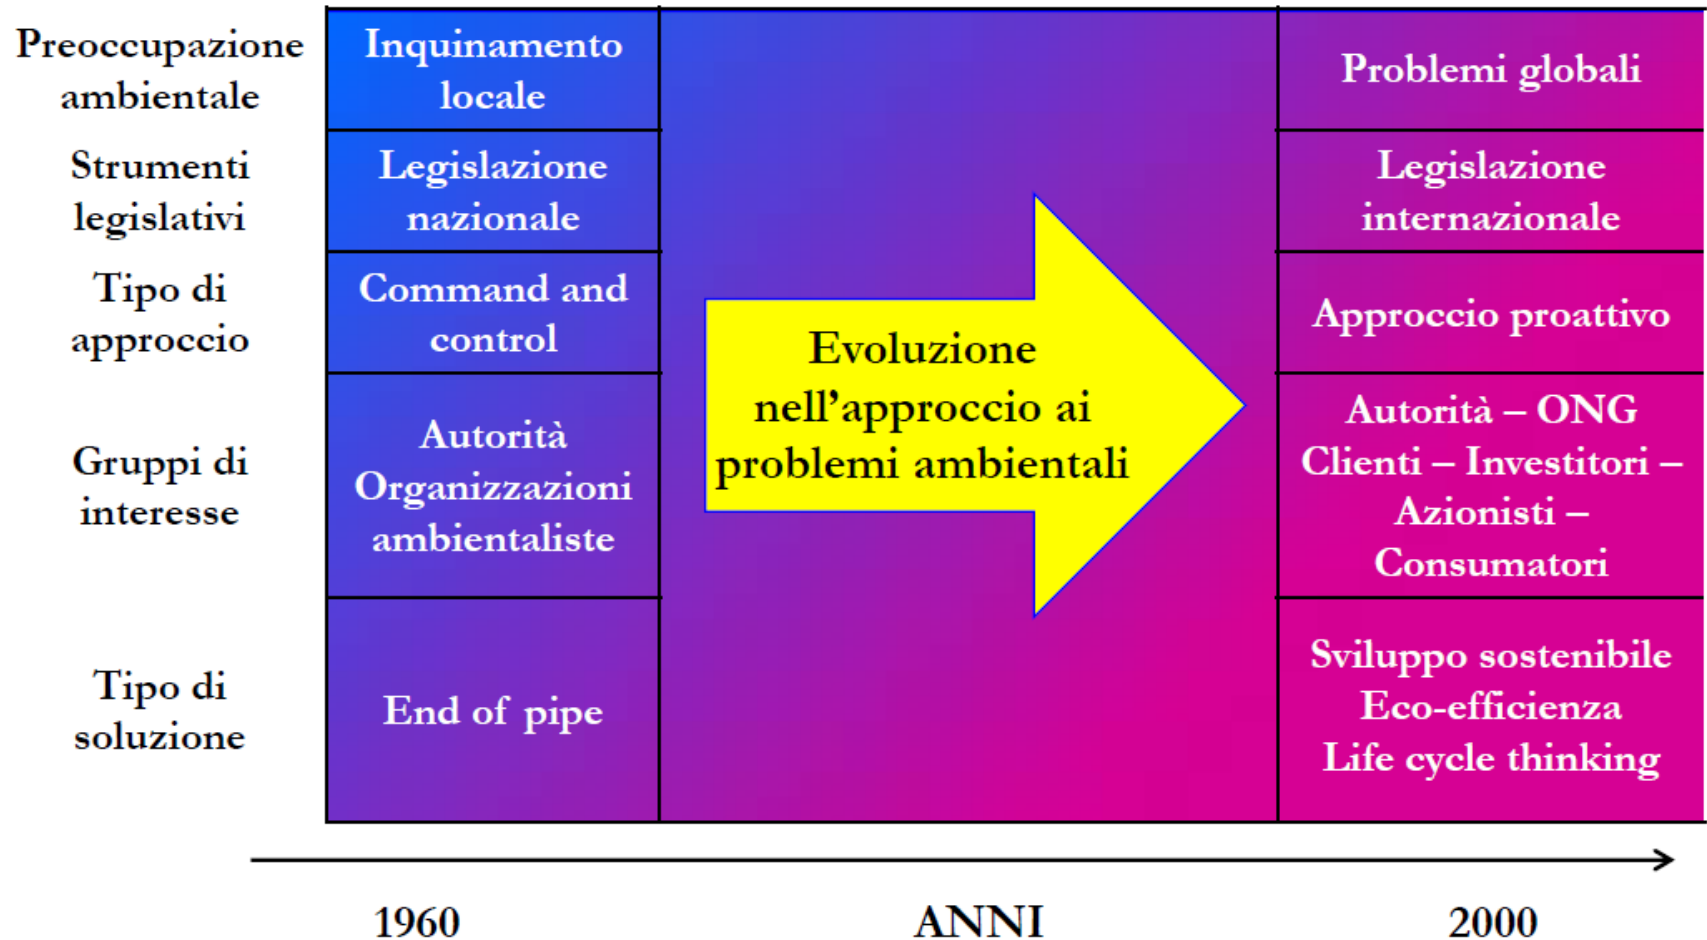 Preoccupazione
ambientale
Inquinamento
locale
Problemi globali
Strumenti
legislativi
Legislazione
nazionale
Legislazione
internazionale
Tipo di
approccio
Command and
control
Approccio proattivo
Evoluzione
nell’approccio ai
problemi ambientali
Gruppi di
interesse
Autorità
Organizzazioni
ambientaliste
Autorità – ONG
Clienti – Investitori –
Azionisti –
Consumatori
Tipo di
soluzione
End of pipe
Sviluppo sostenibile
Eco-efficienza
Life cycle thinking
1960
ANNI
2000